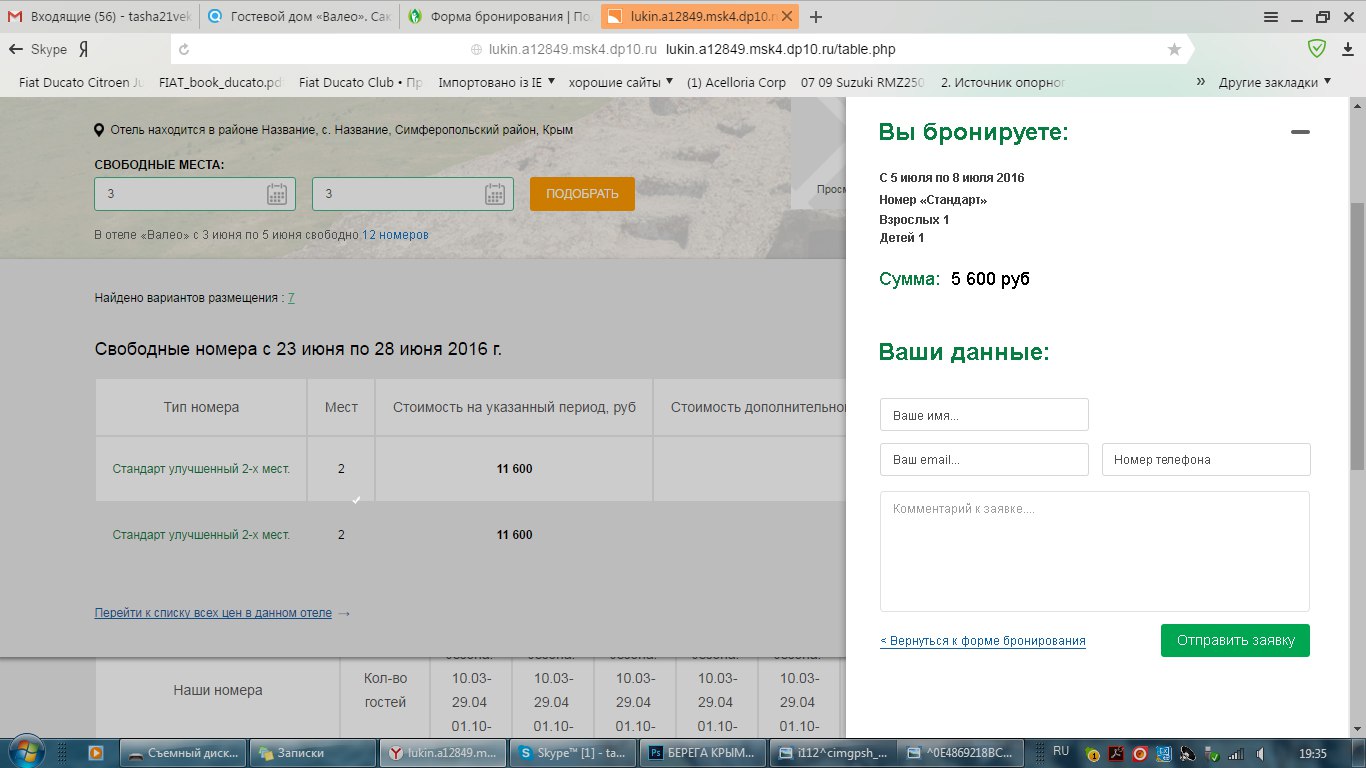 Входящие (56) - tasha21vek
Гостевой дом «Валео». Сак
Форма бронирования | По
lukin.a12849.msk4.dp10.r
Skype Я
lukin.a12849.msk4.dp10.ru lukin.a12849.msk4.dp10.ru/table.php
Fiat Ducato Citroen Ju
FIAT_book_ducato.pd
Fiat Ducato Club • Пр
Імпортовано із IE
хорошие сайты
(1) Acelloria Corp
07 09 Suzuki RMZ250
2. Источник опорног
» Другие закладки
Отель находится в районе Название, с. Название, Симферопольский район, Крым
СВОБОДНЫЕ МЕСТА:
3 3 ПОДОБРАТЬ
Просм
В отеле «Валео» с 3 июня по 5 июня свободно 12 номеров
Найдено вариантов размещения : 7
Свободные номера с 23 июня по 28 июня 2016 г.
Тип номера Мест Стоимость на указанный период, руб Стоимость дополнительно
Стандарт улучшенный 2-х мест. 2 11 600
Стандарт улучшенный 2-х мест. 2 11 600
Перейти к списку всех цен в данном отеле →
Наши номера
Кол-во
гостей
10.03- 10.03- 10.03- 10.03- 10.03-
29.04 29.04 29.04 29.04 29.04
01.10- 01.10- 01.10- 01.10- 01.10-
Вы бронируете:
С 5 июля по 8 июля 2016
Номер «Стандарт»
Взрослых 1
Детей 1
Сумма: 5 600 руб
Ваши данные:
Ваше имя...
Ваш email... Номер телефона
Комментарий к заявке....
< Вернуться к форме бронирования Отправить заявку
Съемный диск...
Записки
lukin.a12849.m...
Skype™ [1] - ta...
БЕРЕГА КРЫМ...
i112^cimgpsh_...
^0E4869218BC...
RU
19:35